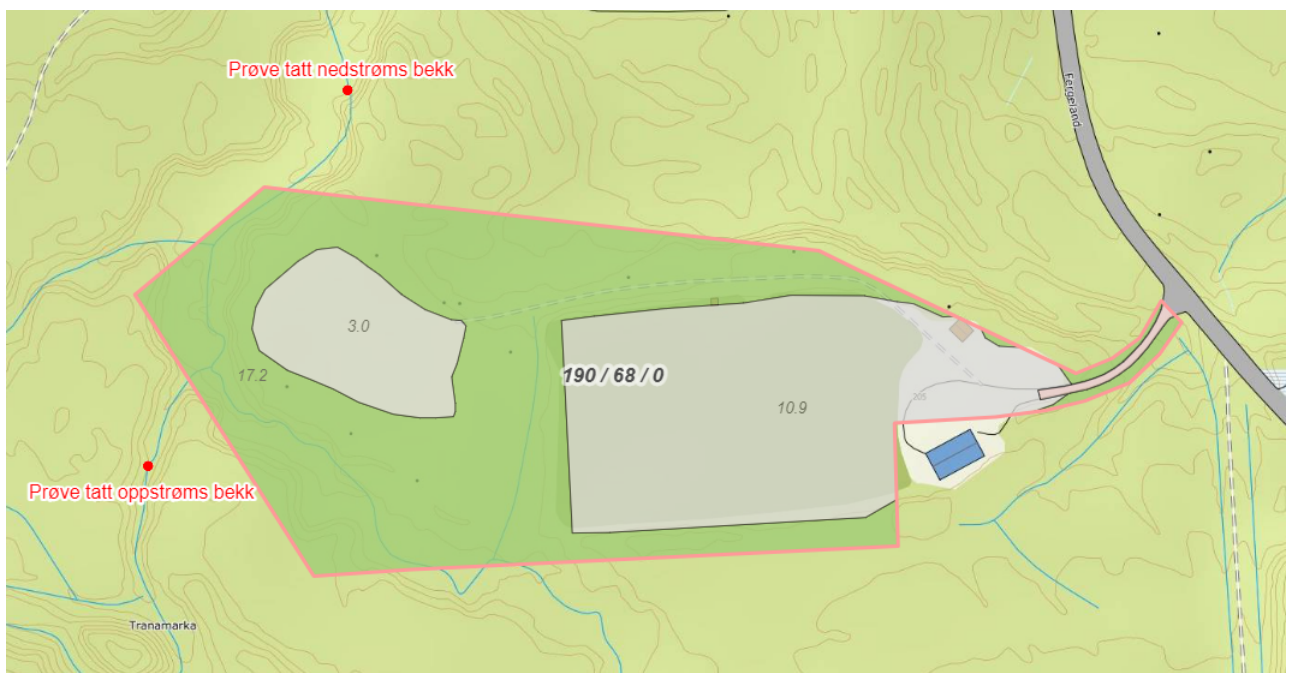 Prøve tatt nedstrøms bekk
Fergeland
3.0
17.2
190 / 68 / 0
10.9
205
Prøve tatt oppstrøms bekk
Tranamarka